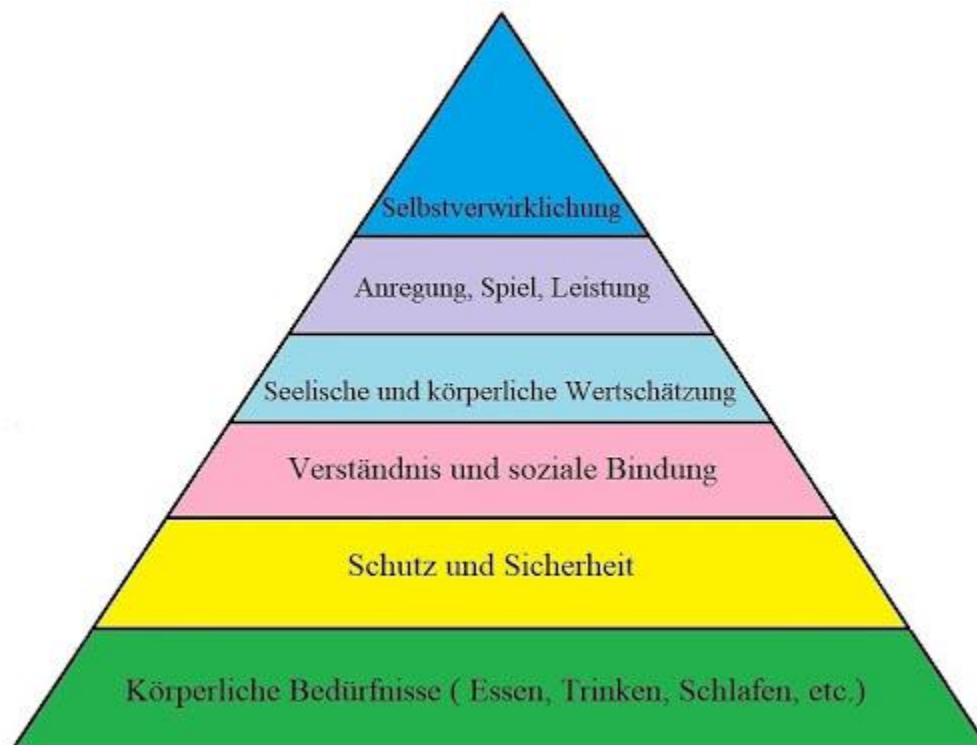 Selbstverwirklichung
Anregung, Spiel, Leistung
Seelische und körperliche Wertschätzung
Verständnis und soziale Bindung
Schutz und Sicherheit
Körperliche Bedürfnisse ( Essen, Trinken, Schlafen, etc.)